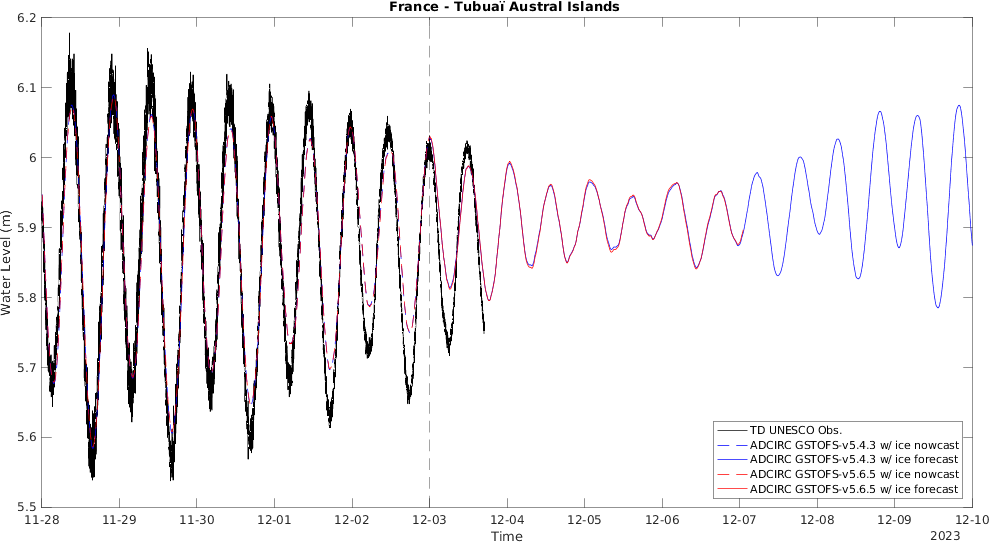 France - Tubuaï Austral Islands
6.2
6.1
6
5.9
5.8
5.7
5.6
5.5
Water Level (m)
TD UNESCO Obs.
ADCIRC GSTOFS-v5.4.3 w/ ice nowcast
ADCIRC GSTOFS-v5.4.3 w/ ice forecast
ADCIRC GSTOFS-v5.6.5 w/ ice nowcast
ADCIRC GSTOFS-v5.6.5 w/ ice forecast
11-28 11-29 11-30 12-01 12-02 12-03 12-04 12-05 12-06 12-07 12-08 12-09 12-10
Time
2023